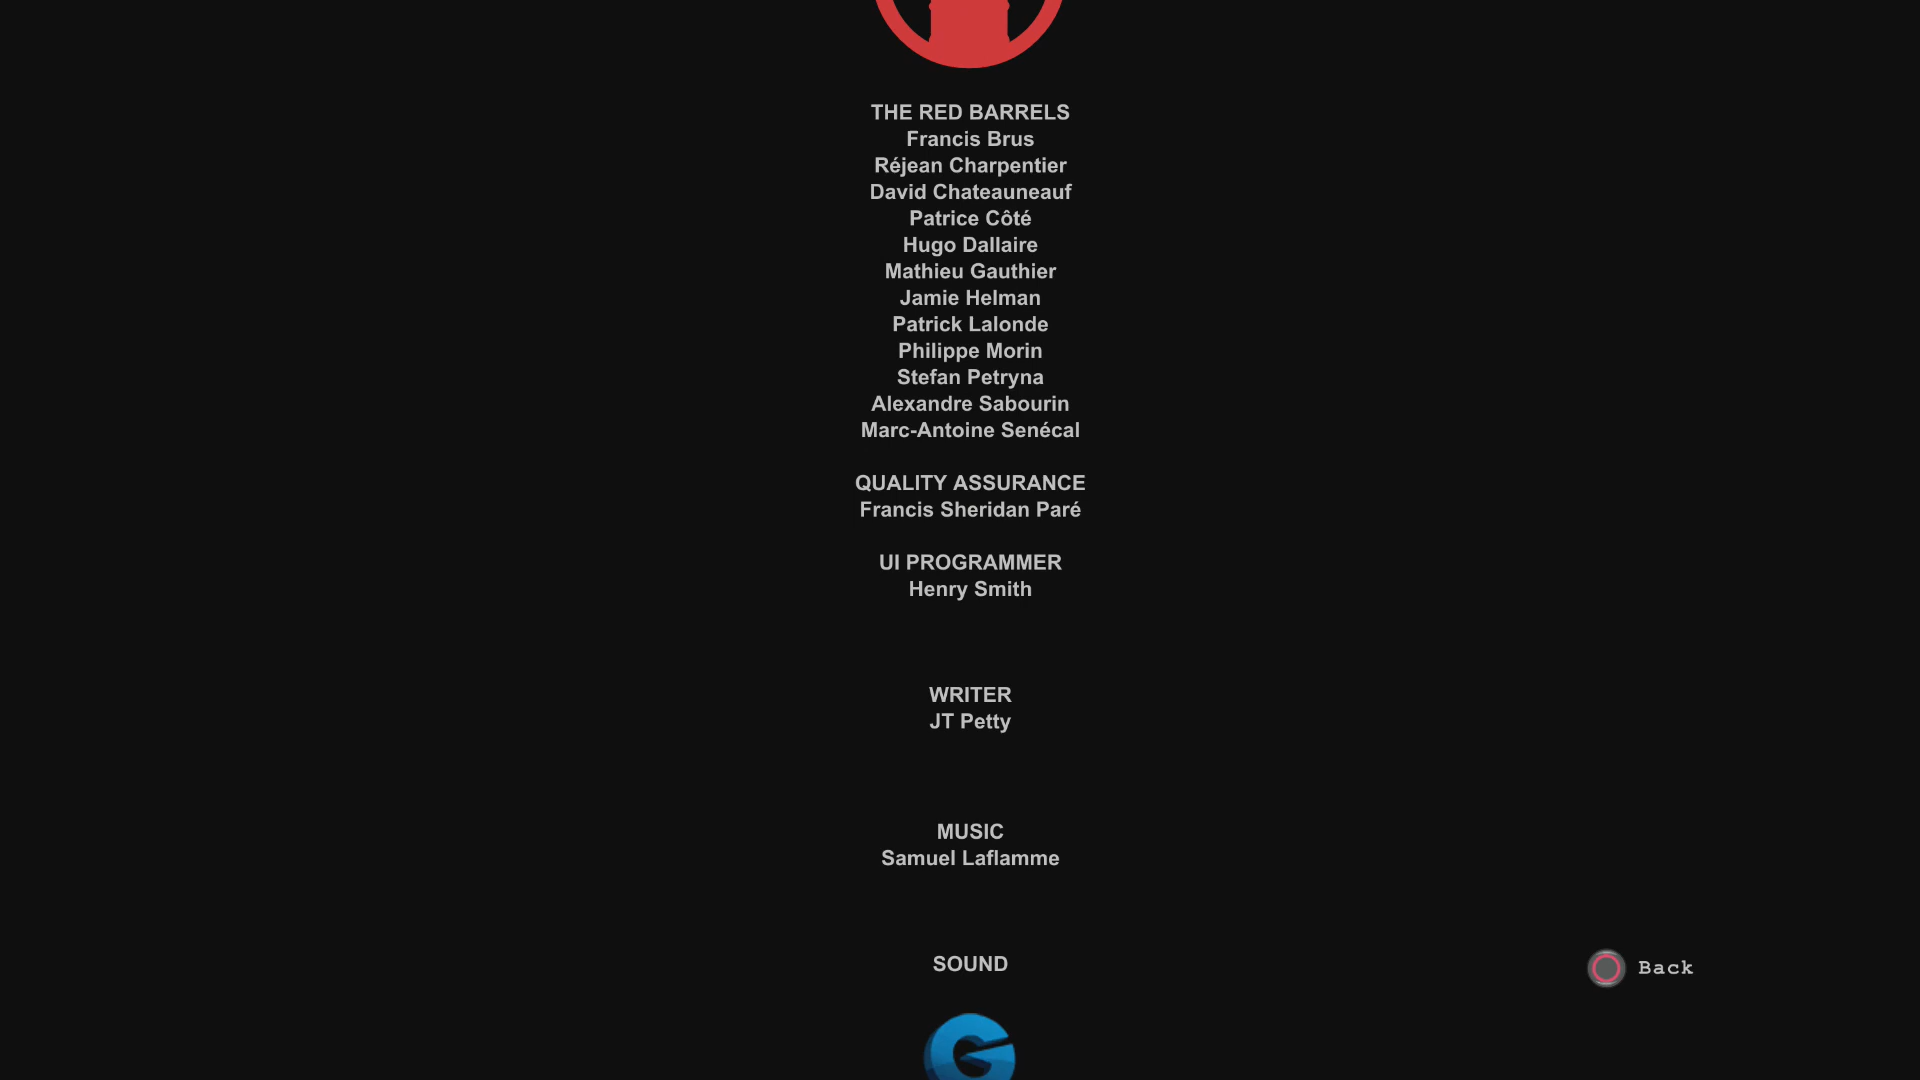 THE RED BARRELS
Francis Brus
Réjean Charpentier
David Chateauneauf
Patrice Côté
Hugo Dallaire
Mathieu Gauthier
Jamie Helman
Patrick Lalonde
Philippe Morin
Stefan Petryna
Alexandre Sabourin
Marc-Antoine Senécal
QUALITY ASSURANCE
Francis Sheridan Paré
UI PROGRAMMER
Henry Smith
WRITER
JT Petty
MUSIC
Samuel Laflamme
SOUND
Back